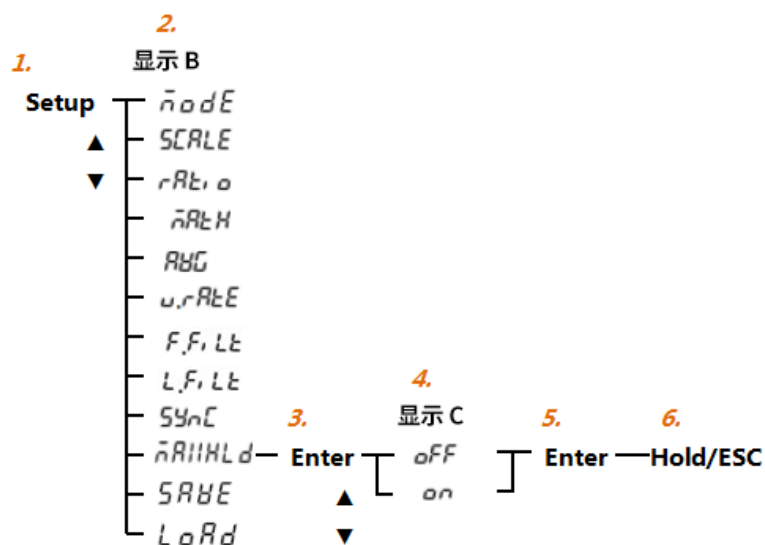 2.
显示 B
1.
Setup
modE
SCALE
rAtio
mAtH
AVG
u.rAtE
F.FiLt
L.FiLt
4.
显示 C
SYnC
3.
5.
6.
mAXHLd
Enter
oFF
Enter
Hold/ESC
SAVE
▲
on
LoAd
▼